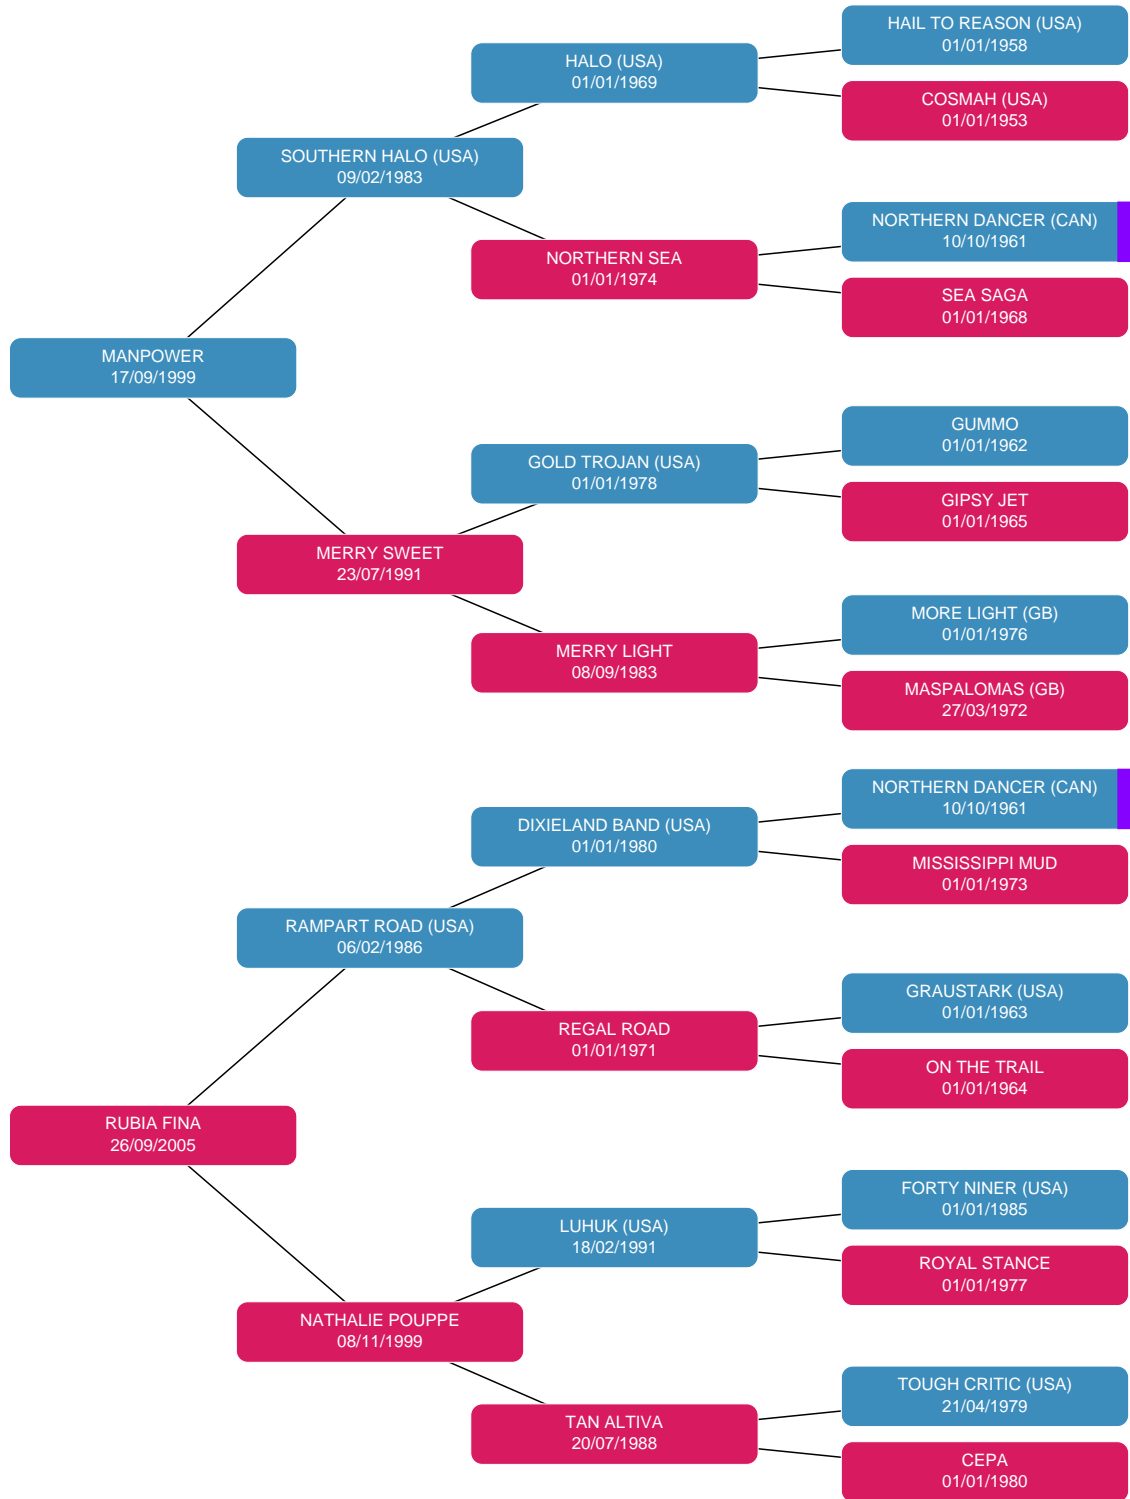 HAIL TO REASON (USA)
01/01/1958
HALO (USA)
01/01/1969
COSMAH (USA)
01/01/1953
SOUTHERN HALO (USA)
09/02/1983
NORTHERN DANCER (CAN)
10/10/1961
NORTHERN SEA
01/01/1974
SEA SAGA
01/01/1968
MANPOWER
17/09/1999
GUMMO
01/01/1962
GOLD TROJAN (USA)
01/01/1978
GIPSY JET
01/01/1965
MERRY SWEET
23/07/1991
MORE LIGHT (GB)
01/01/1976
MERRY LIGHT
08/09/1983
MASPALOMAS (GB)
27/03/1972
NORTHERN DANCER (CAN)
10/10/1961
DIXIELAND BAND (USA)
01/01/1980
MISSISSIPPI MUD
01/01/1973
RAMPART ROAD (USA)
06/02/1986
GRAUSTARK (USA)
01/01/1963
REGAL ROAD
01/01/1971
ON THE TRAIL
01/01/1964
RUBIA FINA
26/09/2005
FORTY NINER (USA)
01/01/1985
LUHUK (USA)
18/02/1991
ROYAL STANCE
01/01/1977
NATHALIE POUPPE
08/11/1999
TOUGH CRITIC (USA)
21/04/1979
TAN ALTIVA
20/07/1988
CEPA
01/01/1980